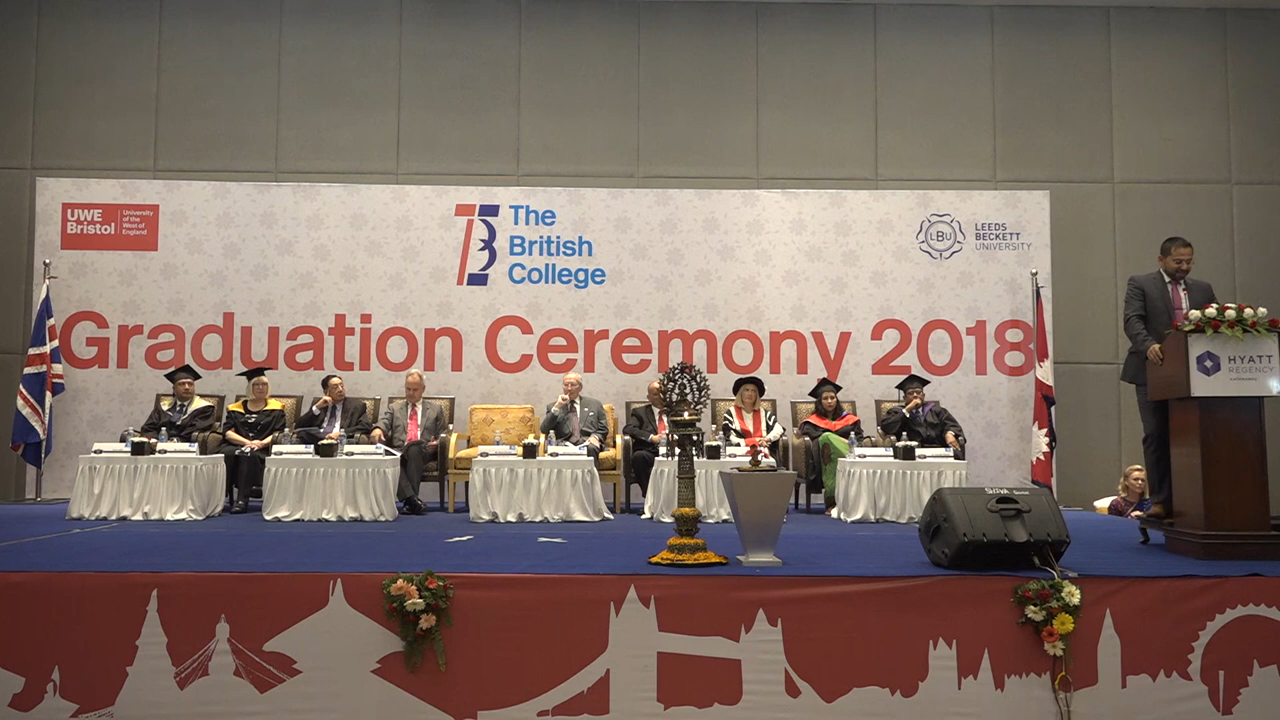 UWE
Bristol
University
of the
West of
England
The
British
College
LEEDS
BECKETT
UNIVERSITY
LBU
Graduation Ceremony 2018
HYATT
REGENCY
SHIVA